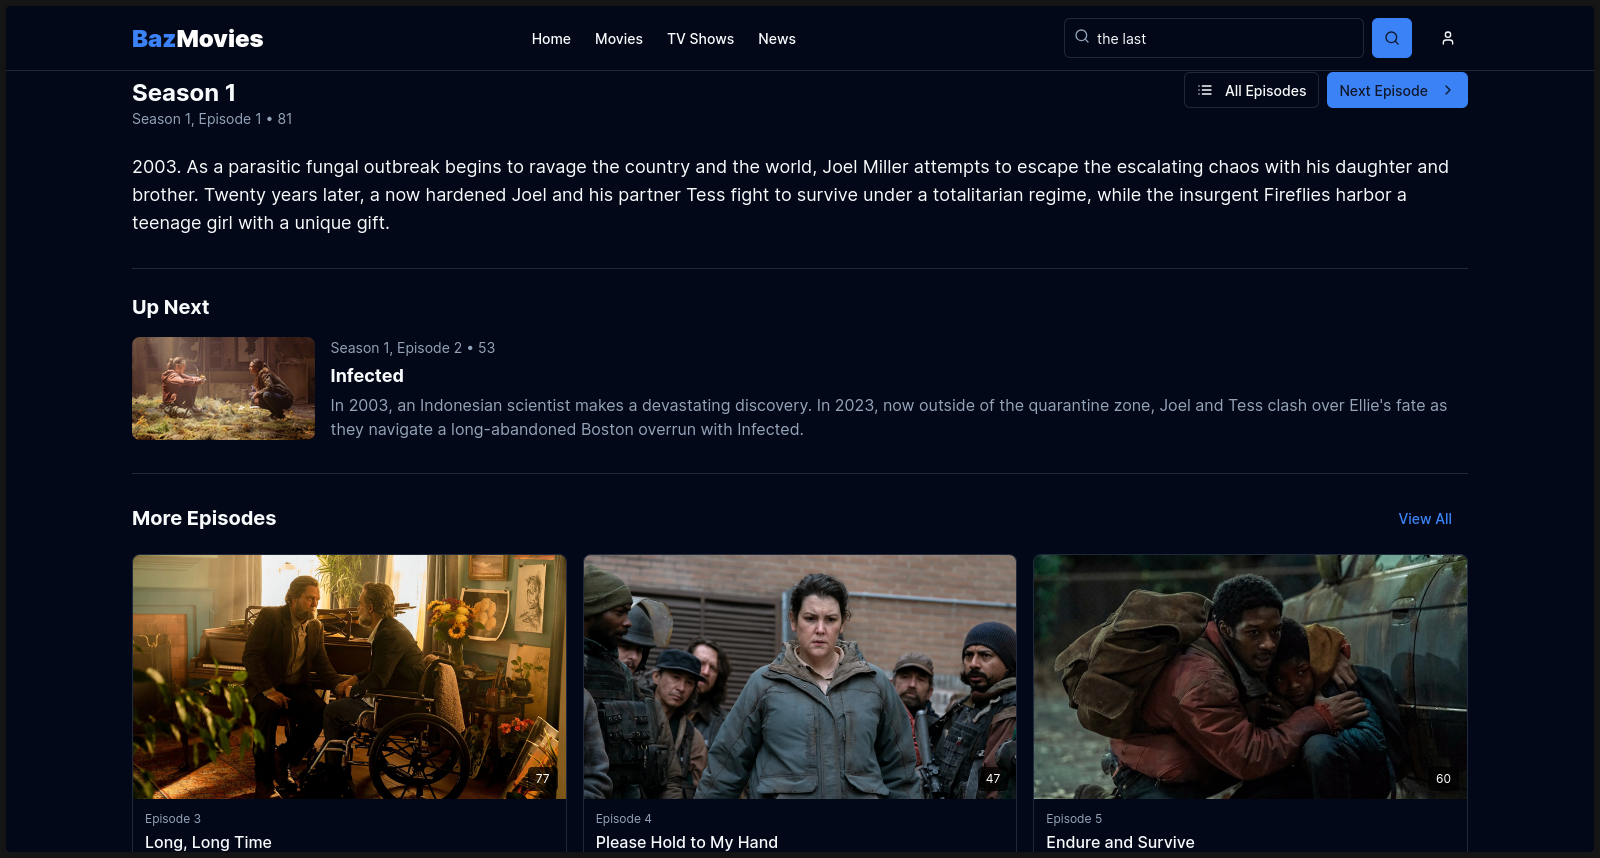 BazMovies
Home
Movies
TV Shows
News
the last
Season 1
All Episodes
Next Episode
Season 1, Episode 1 • 81
2003. As a parasitic fungal outbreak begins to ravage the country and the world, Joel Miller attempts to escape the escalating chaos with his daughter and
brother. Twenty years later, a now hardened Joel and his partner Tess fight to survive under a totalitarian regime, while the insurgent Fireflies harbor a
teenage girl with a unique gift.
Up Next
Season 1, Episode 2 • 53
Infected
In 2003, an Indonesian scientist makes a devastating discovery. In 2023, now outside of the quarantine zone, Joel and Tess clash over Ellie's fate as
they navigate a long-abandoned Boston overrun with Infected.
More Episodes
View All
77
Episode 3
Long, Long Time
47
Episode 4
Please Hold to My Hand
60
Episode 5
Endure and Survive